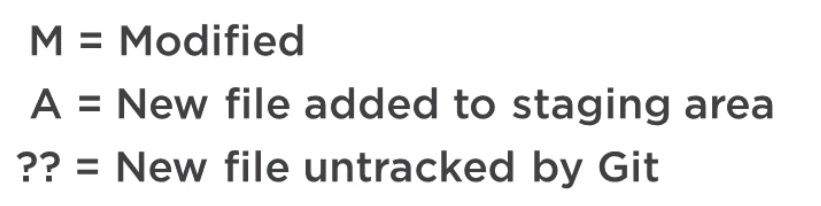 M = Modified
A = New file added to staging area
?? = New file untracked by Git